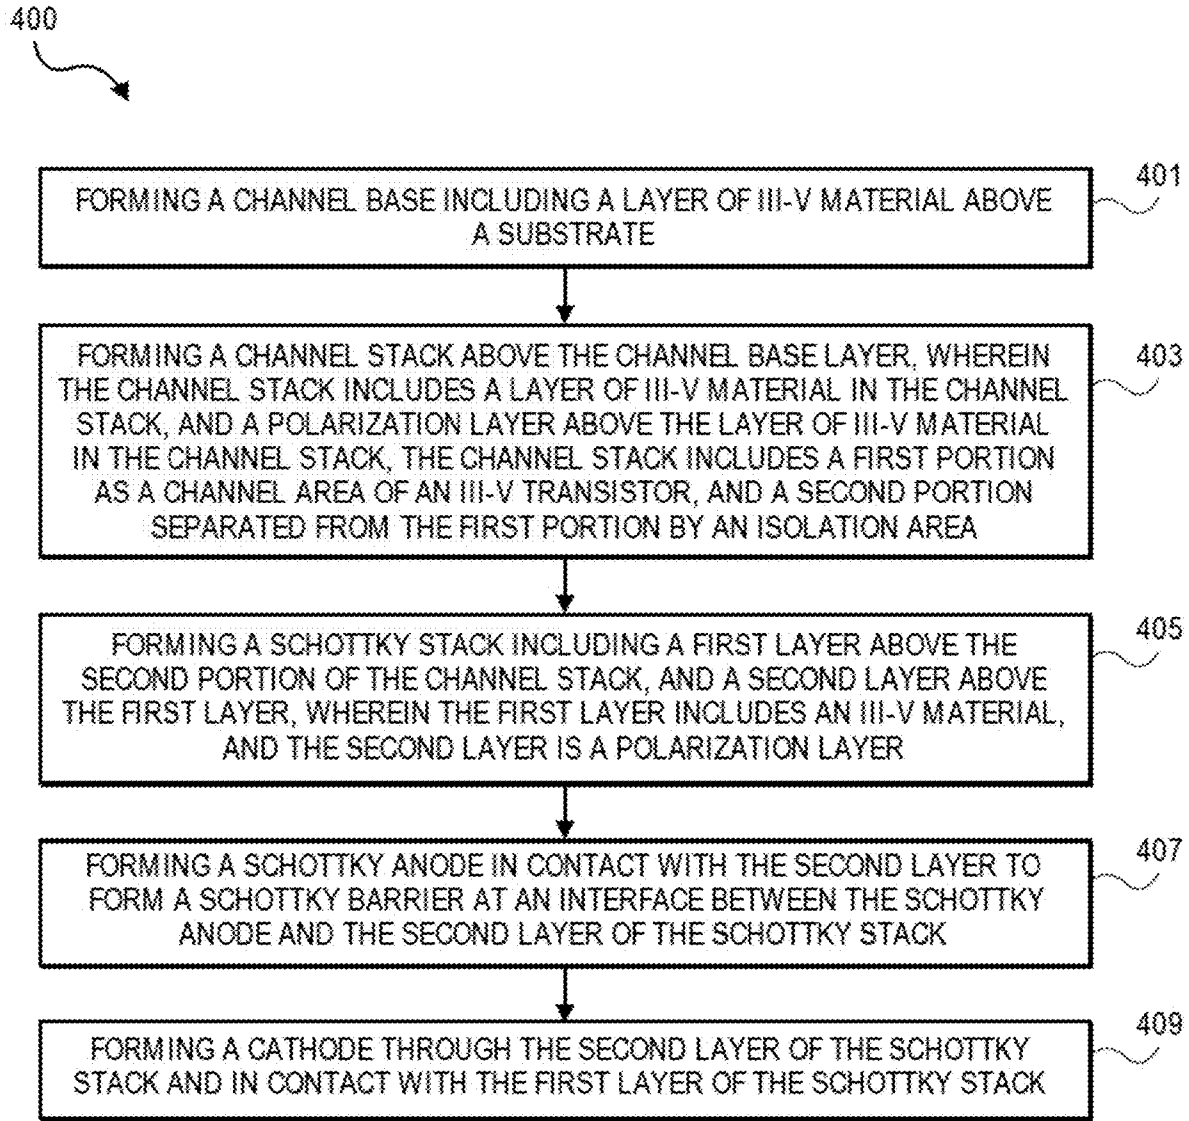 400
401
FORMING A CHANNEL BASE INCLUDING A LAYER OF III-V MATERIAL ABOVE
A SUBSTRATE
403
FORMING A CHANNEL STACK ABOVE THE CHANNEL BASE LAYER, WHEREIN
THE CHANNEL STACK INCLUDES A LAYER OF III-V MATERIAL IN THE CHANNEL
STACK, AND A POLARIZATION LAYER ABOVE THE LAYER OF III-V MATERIAL
IN THE CHANNEL STACK, THE CHANNEL STACK INCLUDES A FIRST PORTION
AS A CHANNEL AREA OF AN III-V TRANSISTOR, AND A SECOND PORTION
SEPARATED FROM THE FIRST PORTION BY AN ISOLATION AREA
405
FORMING A SCHOTTKY STACK INCLUDING A FIRST LAYER ABOVE THE
SECOND PORTION OF THE CHANNEL STACK, AND A SECOND LAYER ABOVE
THE FIRST LAYER, WHEREIN THE FIRST LAYER INCLUDES AN III-V MATERIAL,
AND THE SECOND LAYER IS A POLARIZATION LAYER
407
FORMING A SCHOTTKY ANODE IN CONTACT WITH THE SECOND LAYER TO
FORM A SCHOTTKY BARRIER AT AN INTERFACE BETWEEN THE SCHOTTKY
ANODE AND THE SECOND LAYER OF THE SCHOTTKY STACK
409
FORMING A CATHODE THROUGH THE SECOND LAYER OF THE SCHOTTKY
STACK AND IN CONTACT WITH THE FIRST LAYER OF THE SCHOTTKY STACK